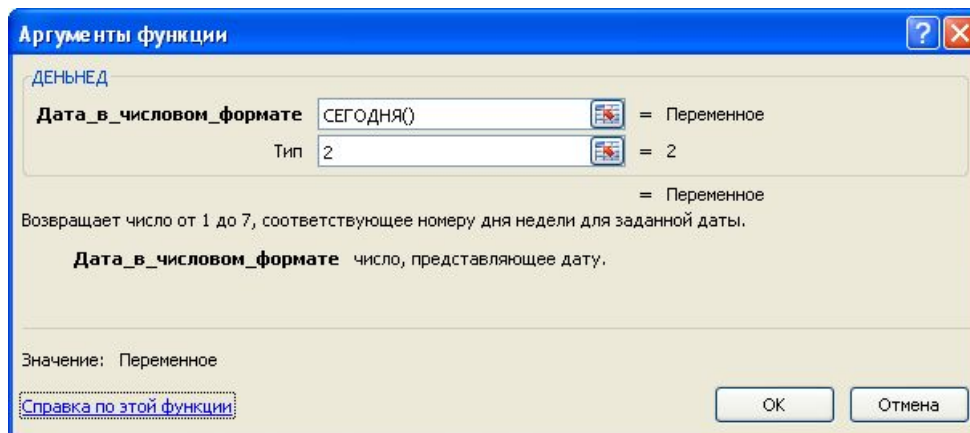 Аргументы функции
ДЕНЬНЕД
Дата_в_числовом_формате СЕГОДНЯ() = Переменное
Тип 2 = 2
= Переменное
Возвращает число от 1 до 7, соответствующее номеру дня недели для заданной даты.
Дата_в_числовом_формате число, представляющее дату.
Значение: Переменное
Справка по этой функции
ОК Отмена